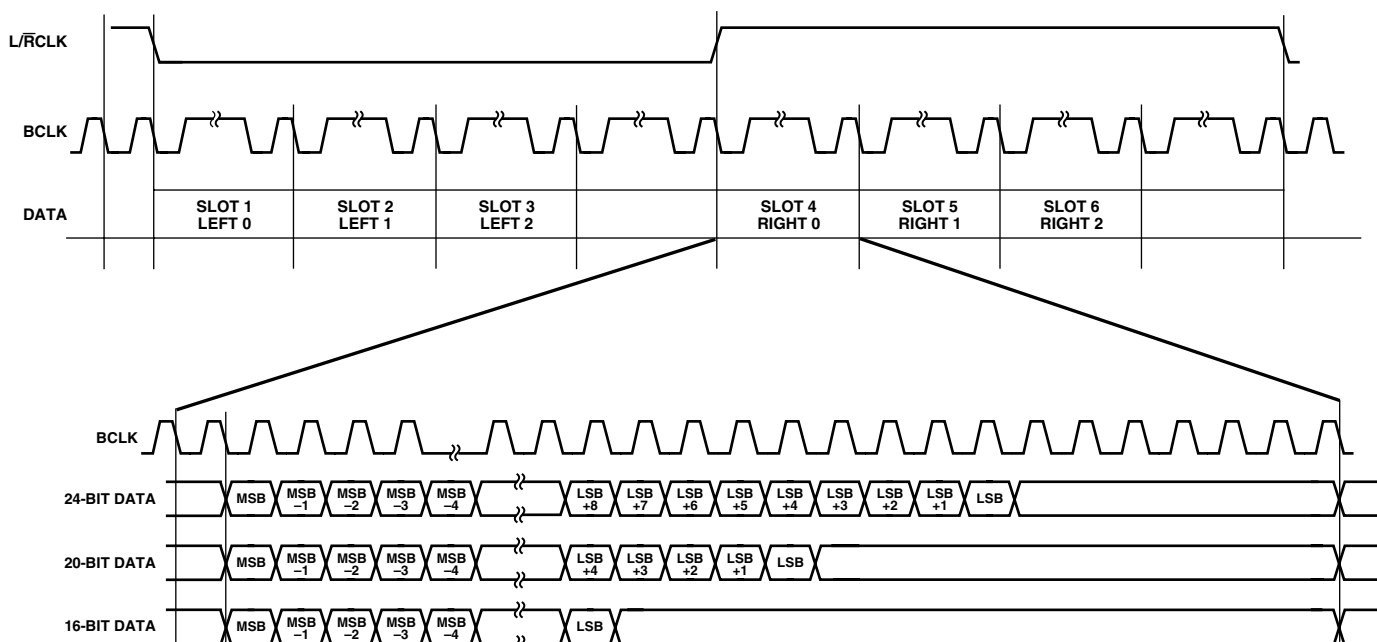 L/R̅CLK
BCLK
DATA
SLOT 1
LEFT 0
SLOT 2
LEFT 1
SLOT 3
LEFT 2
SLOT 4
RIGHT 0
SLOT 5
RIGHT 1
SLOT 6
RIGHT 2
BCLK
24-BIT DATA
MSB
MSB
–1
MSB
–2
MSB
–3
MSB
–4
LSB
+8
LSB
+7
LSB
+6
LSB
+5
LSB
+4
LSB
+3
LSB
+2
LSB
+1
LSB
20-BIT DATA
MSB
MSB
–1
MSB
–2
MSB
–3
MSB
–4
LSB
+4
LSB
+3
LSB
+2
LSB
+1
LSB
16-BIT DATA
MSB
MSB
–1
MSB
–2
MSB
–3
MSB
–4
LSB